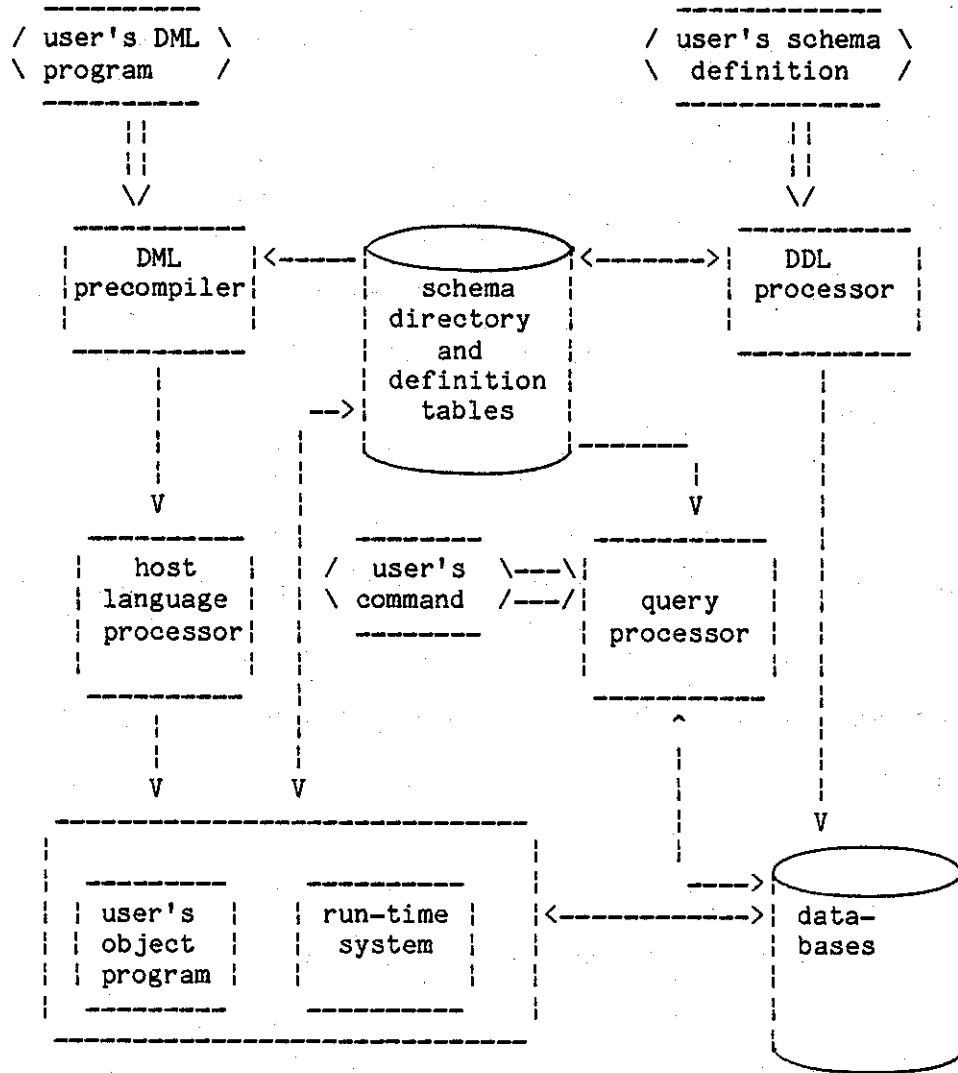 user's DML
program
user's schema
definition
DML
precompiler
schema
directory
and
definition
tables
DDL
processor
host
language
processor
user's
command
query
processor
user's
object
program
run-time
system
data-
bases